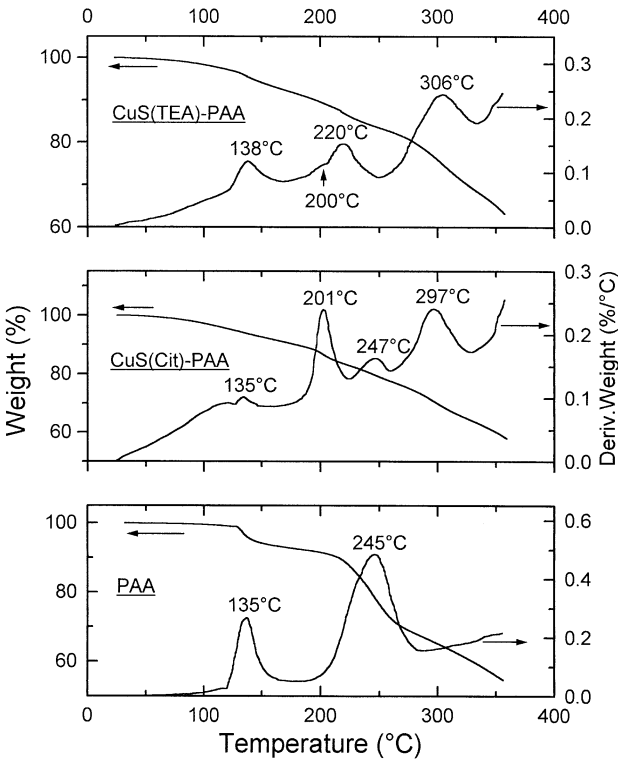 0 100 200 300 400
100
80
60
CuS(TEA)-PAA
138°C
220°C
200°C
306°C
0.3
0.2
0.1
0.0
100
80
60
CuS(Cit)-PAA
135°C
201°C
247°C
297°C
0.3
0.2
0.1
0.0
Weight (%)
Deriv.Weight (%/°C)
100
80
60
PAA
135°C
245°C
0.6
0.4
0.2
0.0
0 100 200 300 400
Temperature (°C)